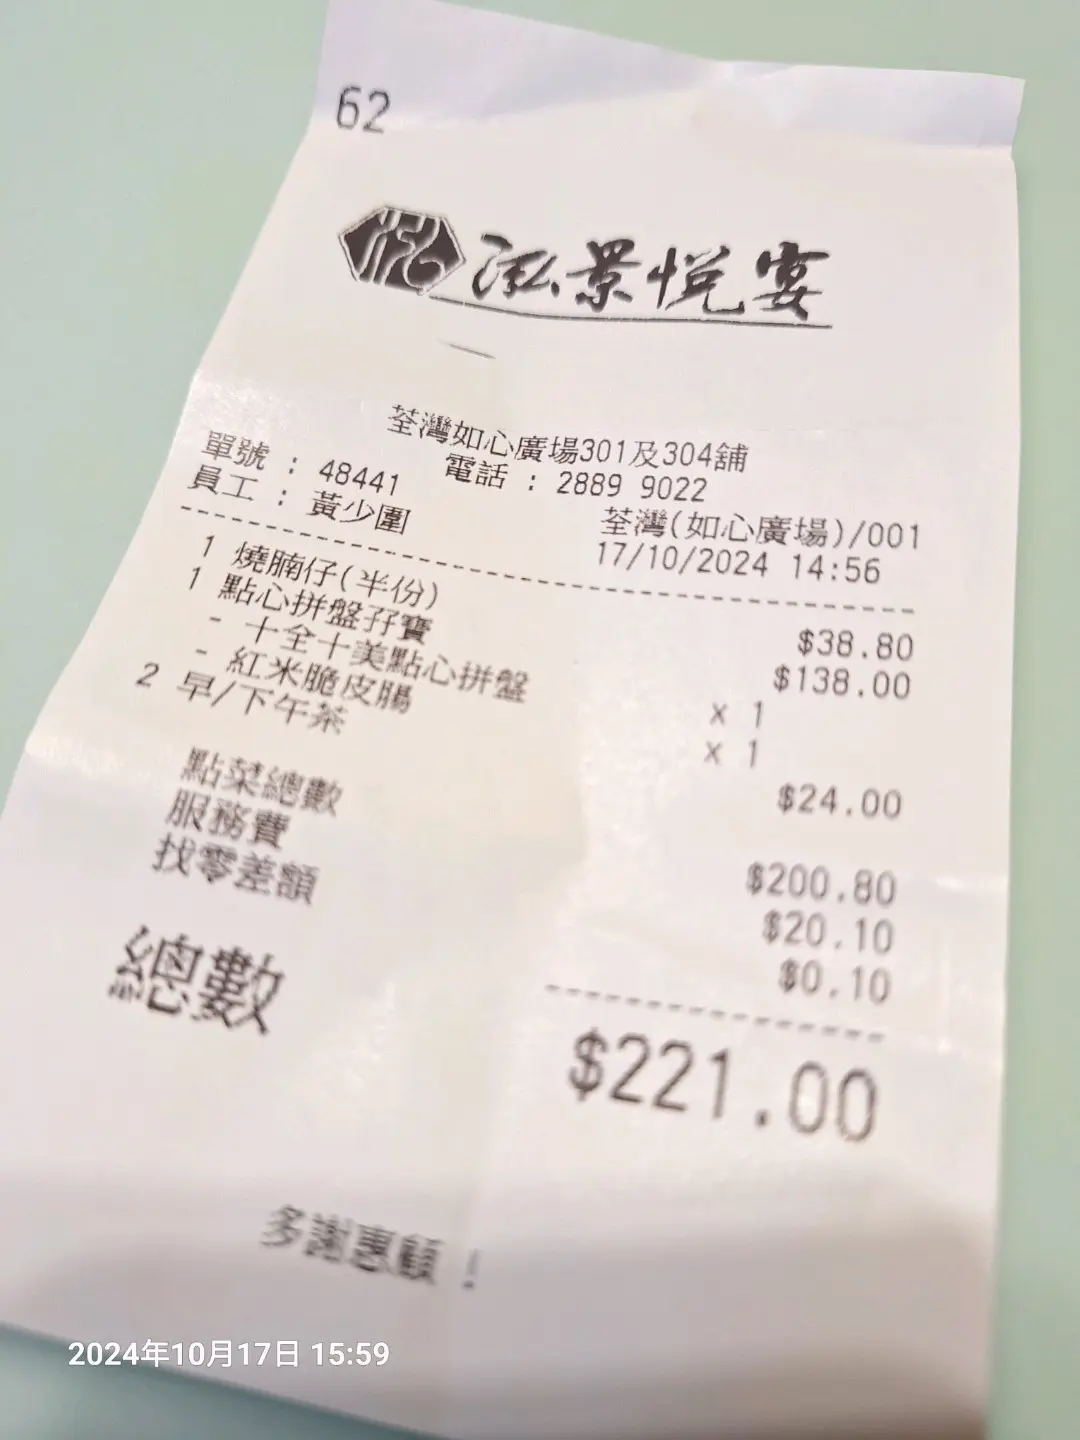 62
泓景悅宴
荃灣如心廣場301及304舖
電話 : 2889 9022
單號 : 48441
荃灣(如心廣場)/001
員工 : 黃少圍
17/10/2024 14:56
1 燒腩仔(半份) $38.80
1 點心拼盤孖寶 $138.00
- 十全十美點心拼盤 x 1
- 紅米脆皮腸 x 1
2 早/下午茶 $24.00
點菜總數 $200.80
服務費 $20.10
找零差額 $0.10
總數 $221.00
多謝惠顧 !
2024年10月17日 15:59